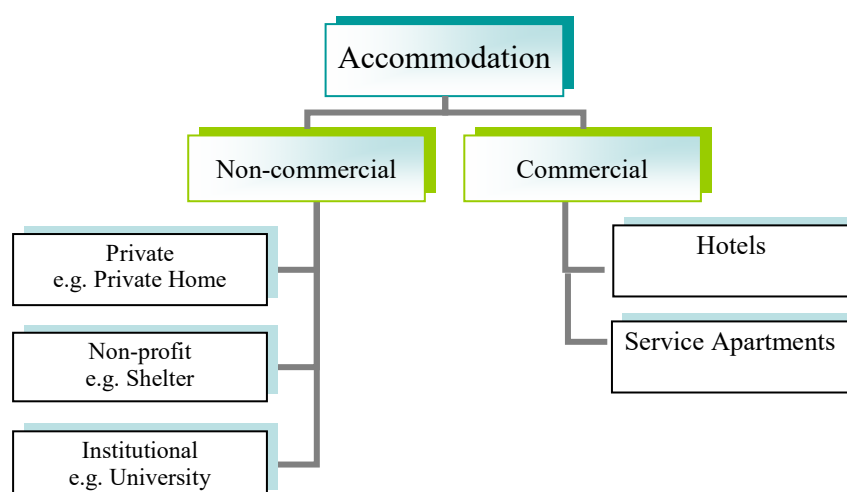 Accommodation
Non-commercial
Commercial
Private
e.g. Private Home
Non-profit
e.g. Shelter
Institutional
e.g. University
Hotels
Service Apartments